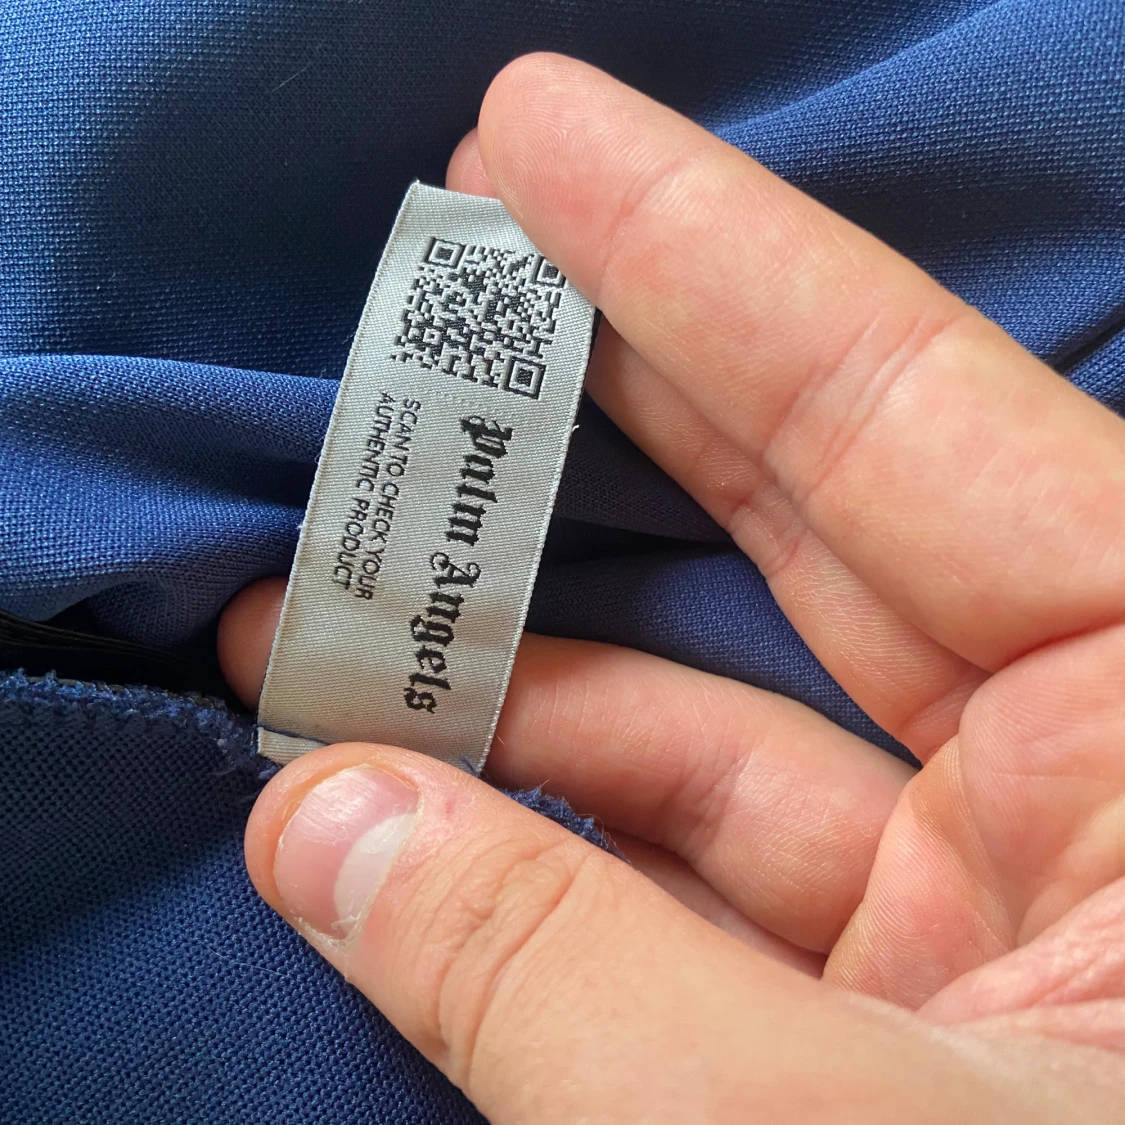 Palm Angels
SCAN TO CHECK YOUR
AUTHENTIC PRODUCT